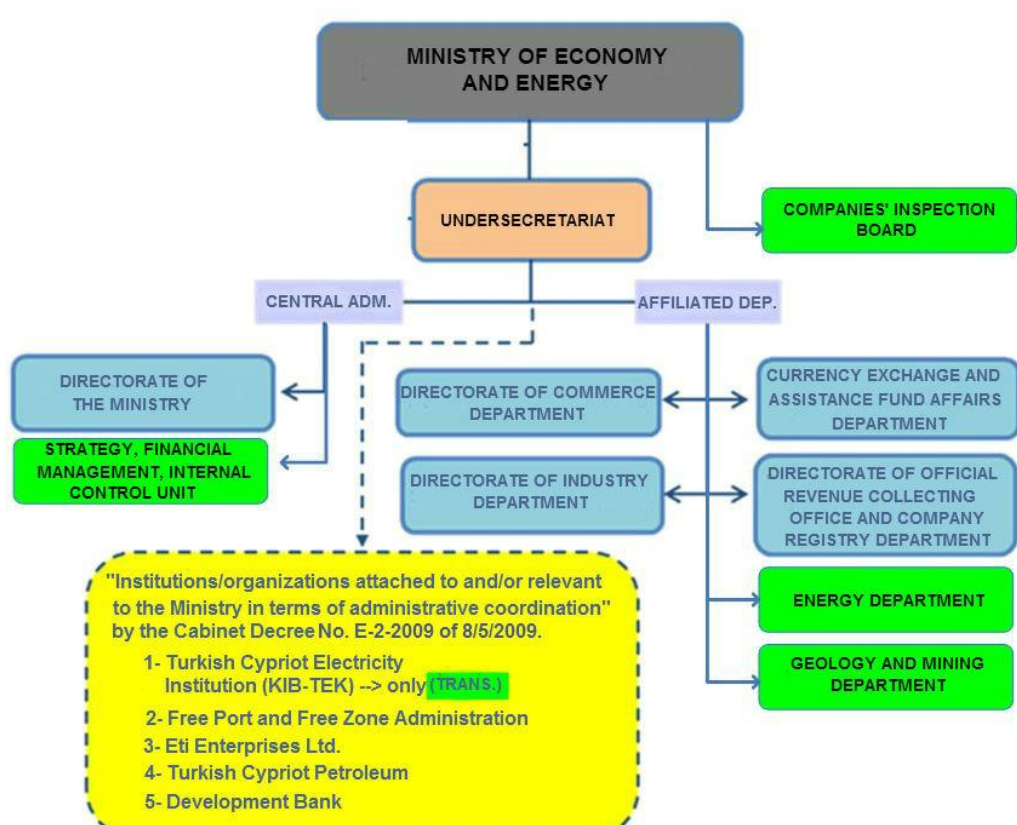 MINISTRY OF ECONOMY
AND ENERGY
UNDERSECRETARIAT
COMPANIES' INSPECTION
BOARD
CENTRAL ADM.
AFFILIATED DEP.
DIRECTORATE OF
THE MINISTRY
STRATEGY, FINANCIAL
MANAGEMENT, INTERNAL
CONTROL UNIT
DIRECTORATE OF COMMERCE
DEPARTMENT
CURRENCY EXCHANGE AND
ASSISTANCE FUND AFFAIRS
DEPARTMENT
DIRECTORATE OF INDUSTRY
DEPARTMENT
DIRECTORATE OF OFFICIAL
REVENUE COLLECTING
OFFICE AND COMPANY
REGISTRY DEPARTMENT
ENERGY DEPARTMENT
GEOLOGY AND MINING
DEPARTMENT
"Institutions/organizations attached to and/or relevant
to the Ministry in terms of administrative coordination"
by the Cabinet Decree No. E-2-2009 of 8/5/2009.
1- Turkish Cypriot Electricity
Institution (KIB-TEK) --> only (TRANS.)
2- Free Port and Free Zone Administration
3- Eti Enterprises Ltd.
4- Turkish Cypriot Petroleum
5- Development Bank